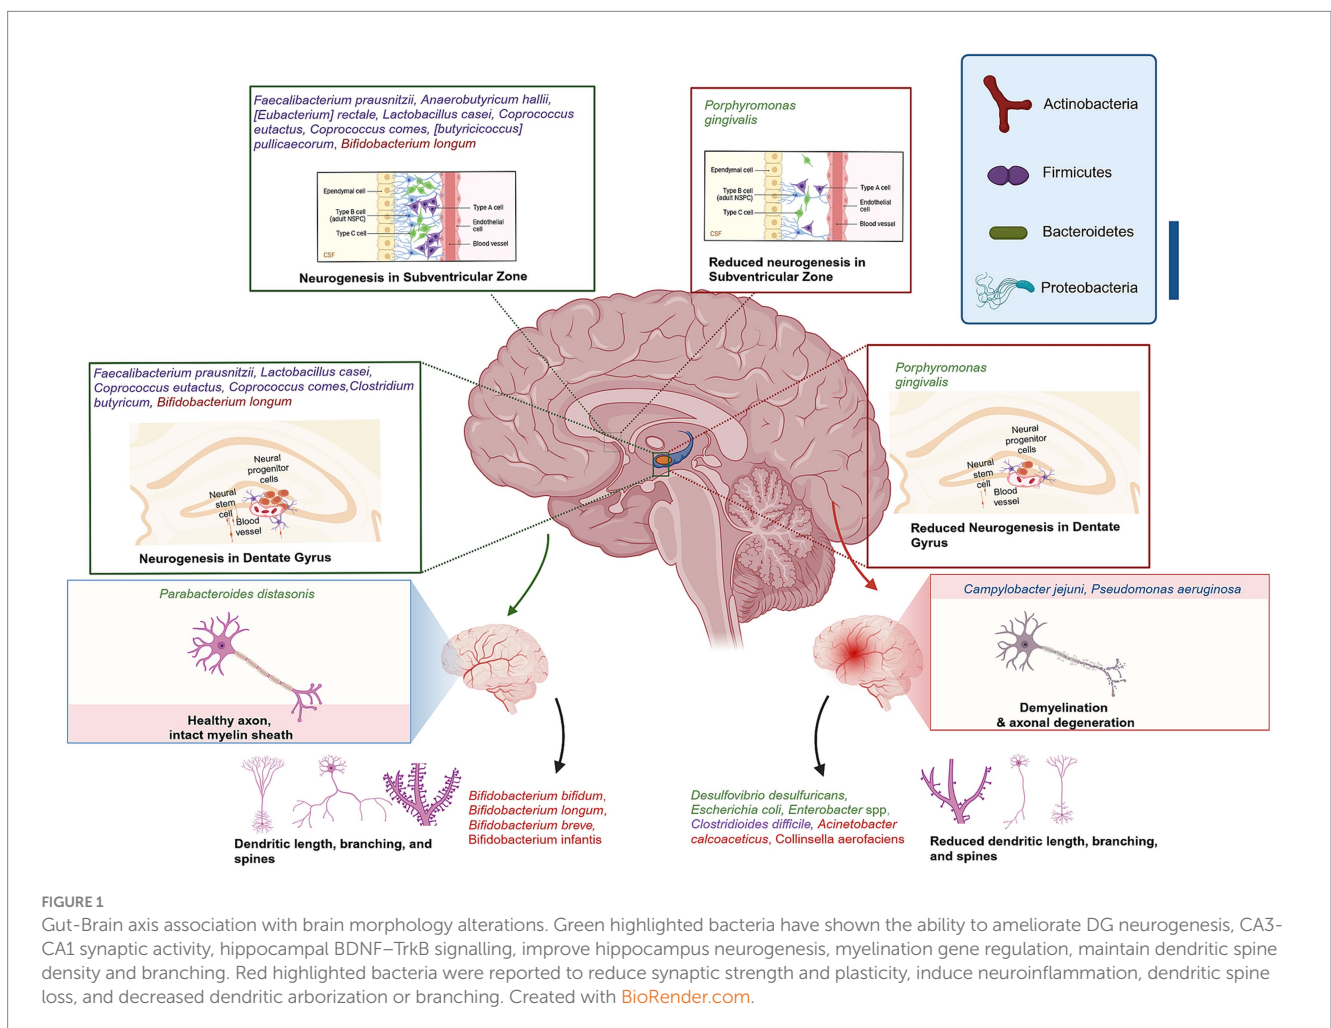 Faecalibacterium prausnitzii, Anaerobutyricum hallii,
[Eubacterium] rectale, Lactobacillus casei, Coprococcus
eutactus, Coprococcus comes, [butyricicoccus]
pullicaecorum, Bifidobacterium longum
Ependymal cell
Type B cell
(adult NSPC)
Type C cell
CSF
Type A cell
Endothelial
cell
Blood vessel
Neurogenesis in Subventricular Zone
Porphyromonas
gingivalis
Ependymal cell
Type B cell
(adult NSPC)
Type C cell
CSF
Type A cell
Endothelial
cell
Blood vessel
Reduced neurogenesis in
Subventricular Zone
Actinobacteria
Firmicutes
Bacteroidetes
Proteobacteria
Faecalibacterium prausnitzii, Lactobacillus casei,
Coprococcus eutactus, Coprococcus comes,Clostridium
butyricum, Bifidobacterium longum
Neural
progenitor
cells
Neural
stem
cell
Blood
vessel
Neurogenesis in Dentate Gyrus
Porphyromonas
gingivalis
Neural
progenitor
cells
Neural
stem
cell
Blood
vessel
Reduced Neurogenesis in Dentate
Gyrus
Parabacteroides distasonis
Healthy axon,
intact myelin sheath
Campylobacter jejuni, Pseudomonas aeruginosa
Demyelination
& axonal degeneration
Dendritic length, branching, and
spines
Bifidobacterium bifidum,
Bifidobacterium longum,
Bifidobacterium breve,
Bifidobacterium infantis
Desulfovibrio desulfuricans,
Escherichia coli, Enterobacter spp,
Clostridioides difficile, Acinetobacter
calcoaceticus, Collinsella aerofaciens
Reduced dendritic length, branching,
and spines
FIGURE 1
Gut-Brain axis association with brain morphology alterations. Green highlighted bacteria have shown the ability to ameliorate DG neurogenesis, CA3-
CA1 synaptic activity, hippocampal BDNF–TrkB signalling, improve hippocampus neurogenesis, myelination gene regulation, maintain dendritic spine
density and branching. Red highlighted bacteria were reported to reduce synaptic strength and plasticity, induce neuroinflammation, dendritic spine
loss, and decreased dendritic arborization or branching. Created with BioRender.com.